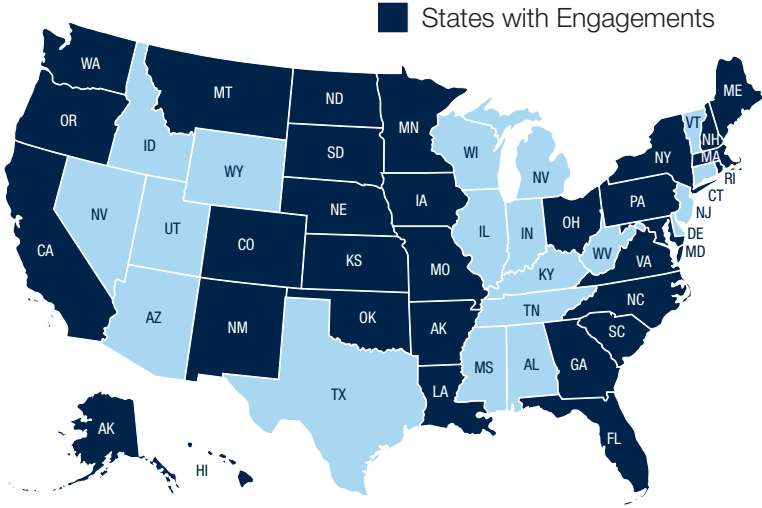 States with Engagements
WA
MT
ND
MN
ME
OR
ID
SD
WI
VT
NH
WY
NV
NY
MA
RI
CT
NV
UT
CO
NE
IA
IL
IN
OH
PA
NJ
DE
MD
CA
KS
MO
KY
WV
VA
AZ
NM
OK
AK
TN
NC
SC
TX
LA
MS
AL
GA
FL
AK
HI